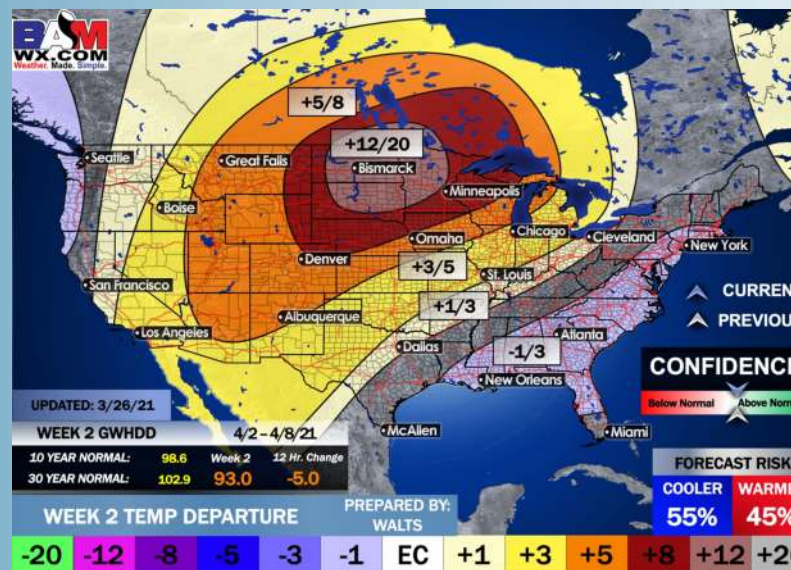 BAM
WX.COM
Weather. Made. Simple.
+5/8
+12/20
Seattle
Great Falls
Bismarck
Minneapolis
Boise
Omaha
Chicago
Cleveland
New York
Denver
+3/5
St. Louis
San Francisco
+1/3
CURREN
Albuquerque
PREVIOU
Los Angeles
Atlanta
Dallas
-1/3
New Orleans
CONFIDENCE
Below Normal Above Norm
UPDATED: 3/26/21
WEEK 2 GWHDD 4/2 – 4/8/21
McAllen
Miami
10 YEAR NORMAL: 98.6 Week 2 12 Hr. Change
30 YEAR NORMAL: 102.9 93.0 -5.0
FORECAST RISK
COOLER WARME
55% 45%
WEEK 2 TEMP DEPARTURE
PREPARED BY:
WALTS
-20 -12 -8 -5 -3 -1 EC +1 +3 +5 +8 +12 +20